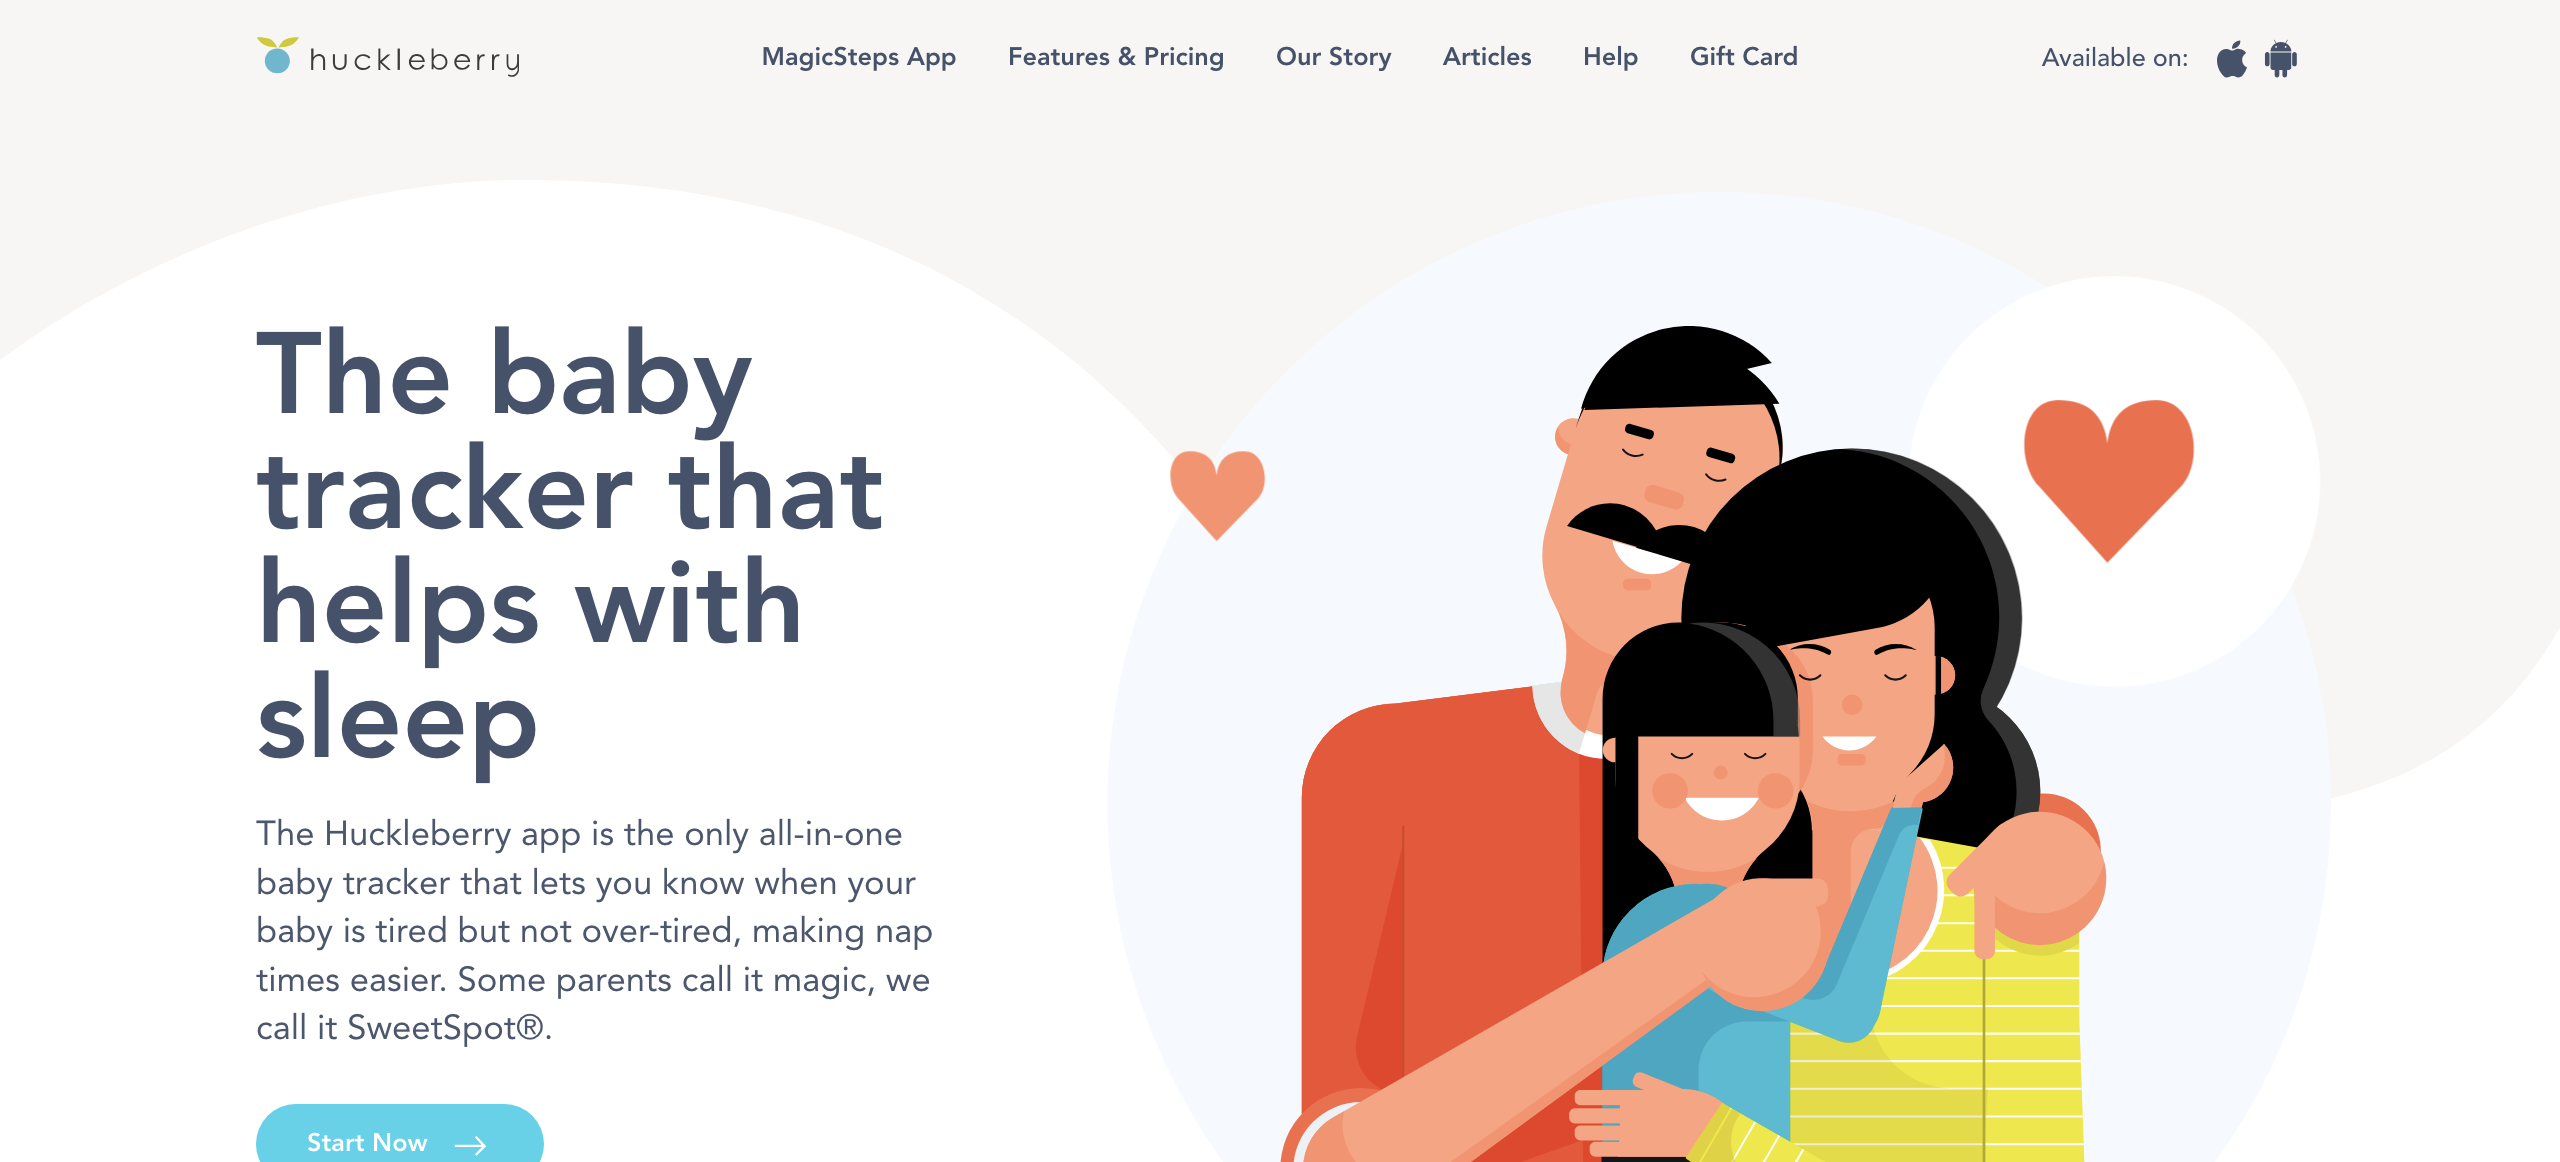 huckleberry
MagicSteps App
Features & Pricing
Our Story
Articles
Help
Gift Card
Available on:
The baby
tracker that
helps with
sleep
The Huckleberry app is the only all-in-one
baby tracker that lets you know when your
baby is tired but not over-tired, making nap
times easier. Some parents call it magic, we
call it SweetSpot®.
Start Now